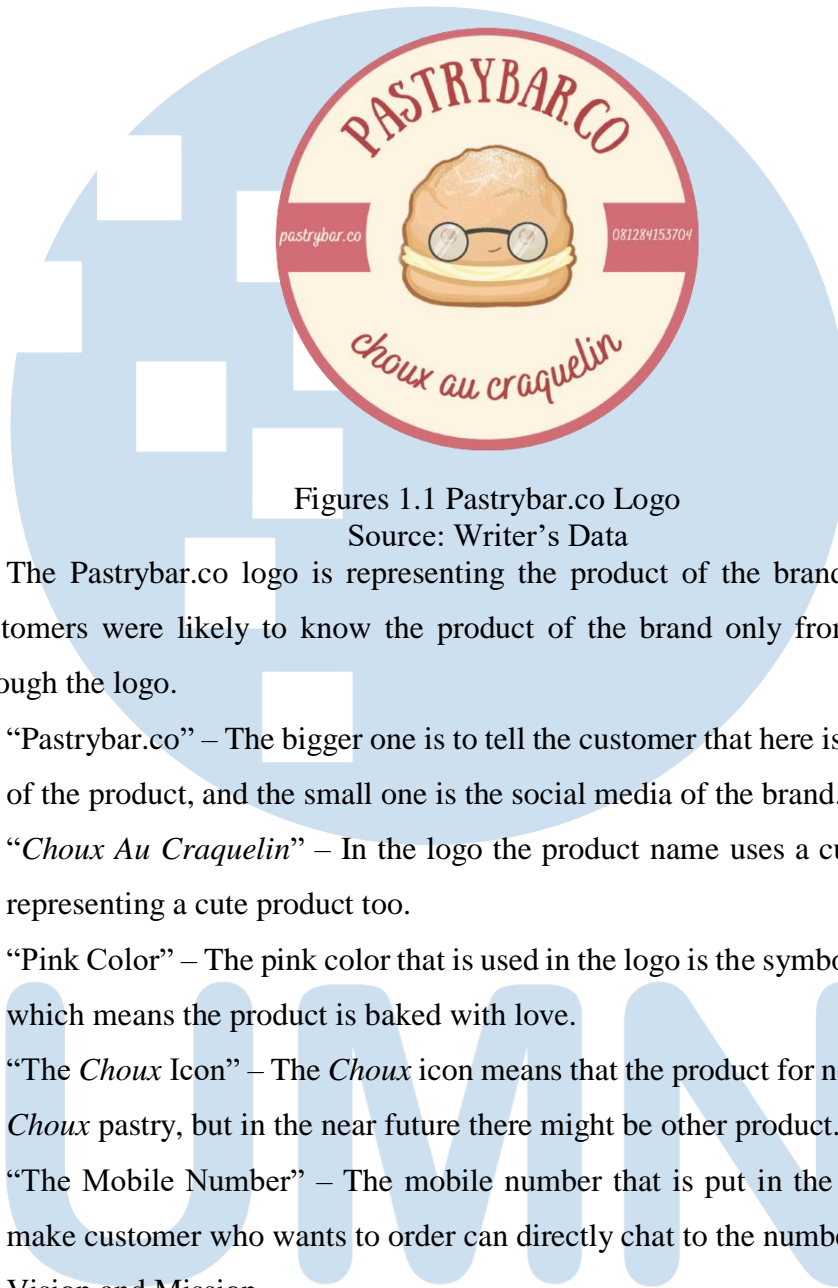 PASTRYBAR.CO
pastrybar.co
081284153704
choux au craquelin
Figures 1.1 Pastrybar.co Logo
Source: Writer’s Data
The Pastrybar.co logo is representing the product of the brand
tomers were likely to know the product of the brand only
ough the logo.
“Pastrybar.co” – The bigger one is to tell the customer that here is
of the product, and the small one is the social media of the brand.
“Choux Au Craquelin” – In the logo the product name uses a
representing a cute product too.
“Pink Color” – The pink color that is used in the logo is the
which means the product is baked with love.
“The Choux Icon” – The Choux icon means that the product for
Choux pastry, but in the near future there might be other product.
“The Mobile Number” – The mobile number that is put in the
make customer who wants to order can directly chat to the
Vision and Mission
UMN